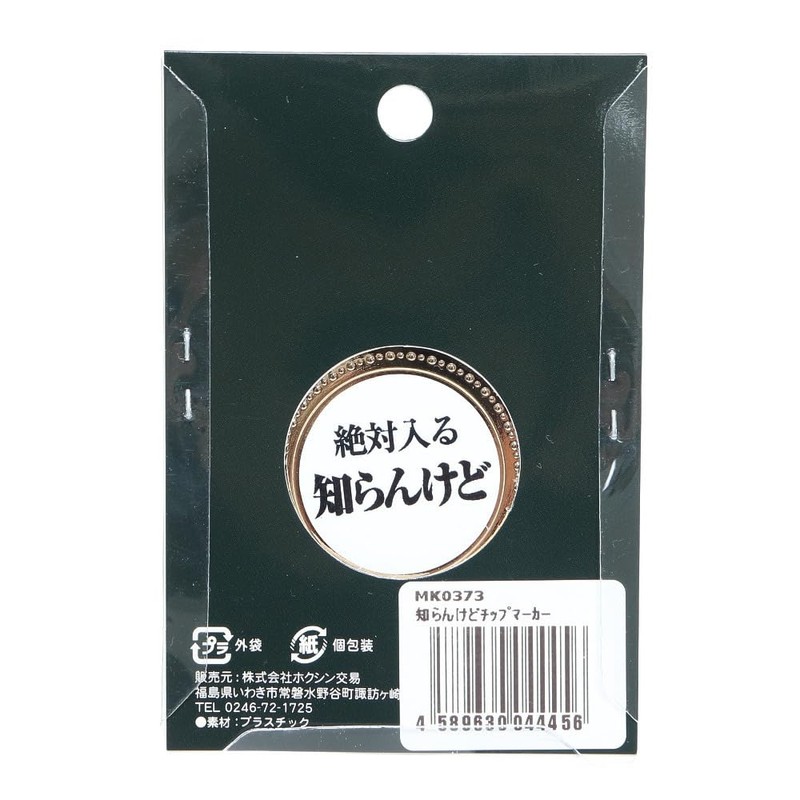 絶対入る
知らんけど
MK0373
知らんけどチップマーカー
4 589630 044456
プラ 外袋 紙 個包装
販売元：株式会社ホクシン交易
福島県いわき市常磐水野谷町諏訪ヶ崎
TEL 0246-72-1725
●素材：プラスチック